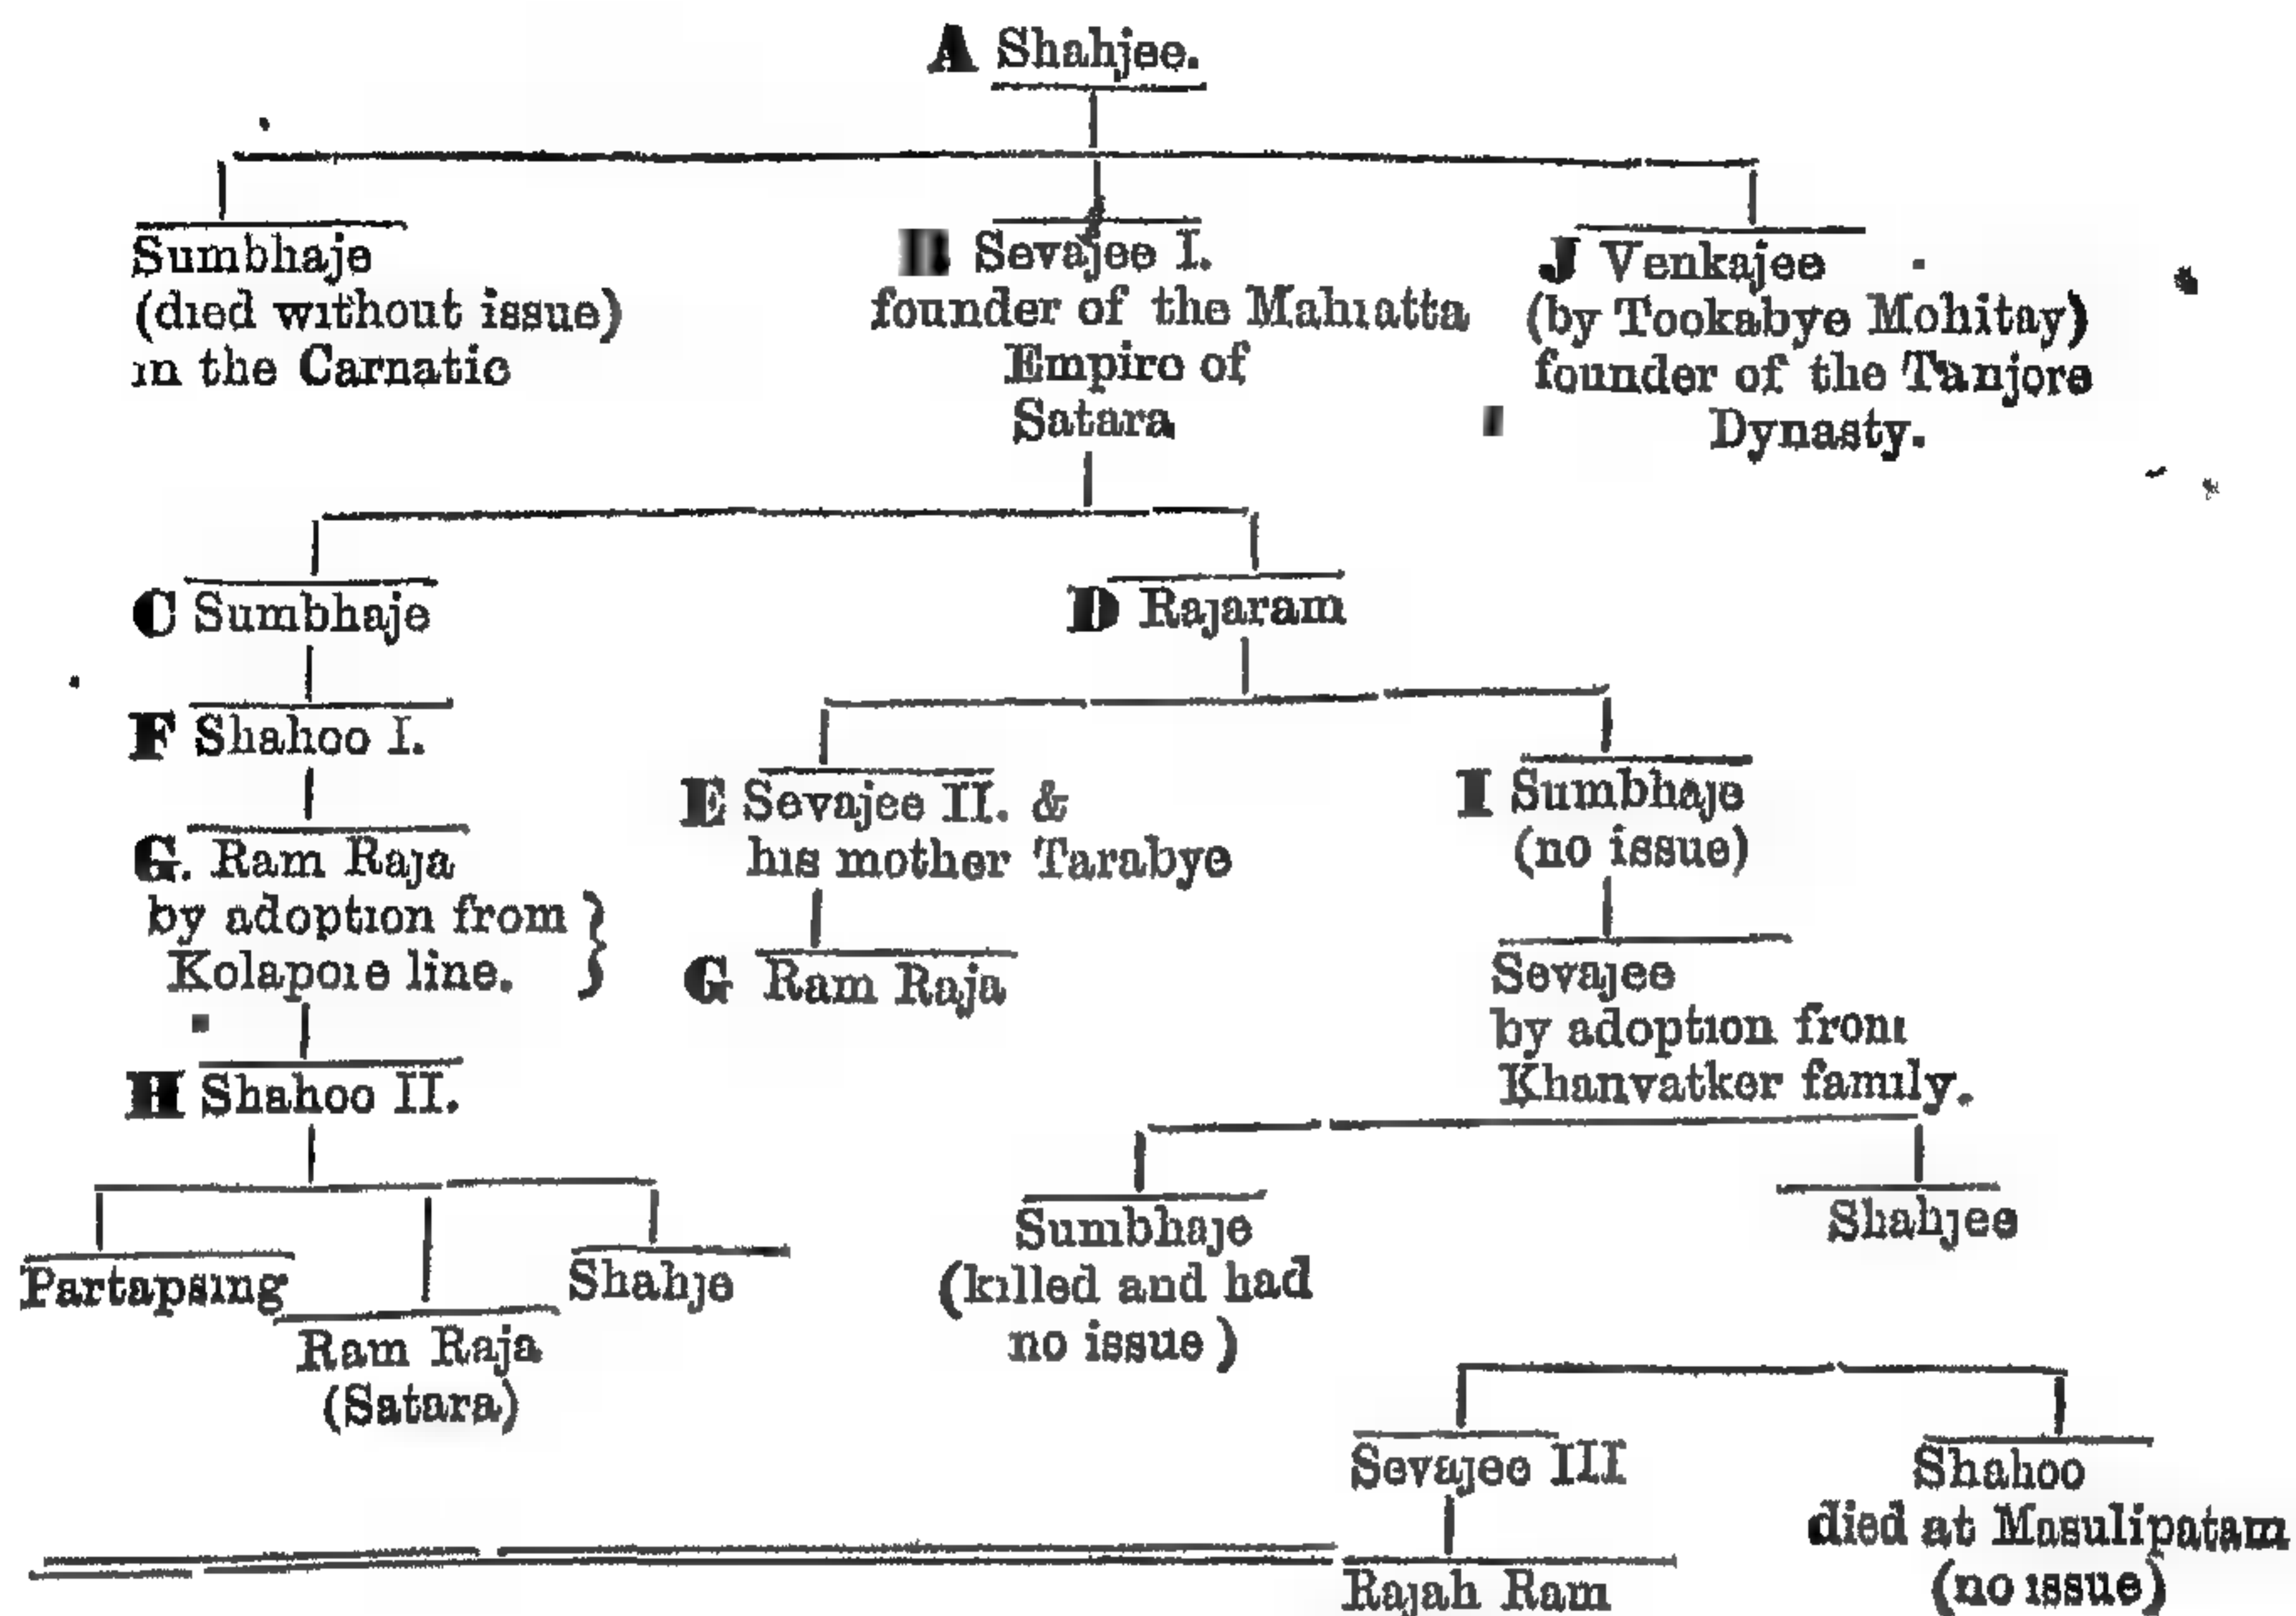 A Shahjee.
Sumbhaje
(died without issue)
in the Carnatic
B Sevajee I.
founder of the Mahratta
Empire of
Satara
J Venkajee
(by Tookabye Mohitay)
founder of the Tanjore
Dynasty.
C Sumbhaje
D Rajaram
F Shahoo I.
E Sevajee II. &
his mother Tarabye
I Sumbhaje
(no issue)
G. Ram Raja
by adoption from
Kolapore line.
G Ram Raja
Sevajee
by adoption from
Khanvatker family.
H Shahoo II.
Partapsing
Ram Raja
(Satara)
Shahje
Sumbhaje
(killed and had
no issue)
Shahjee
Sevajee III
Shahoo
died at Masulipatam
(no issue)
Rajah Ram